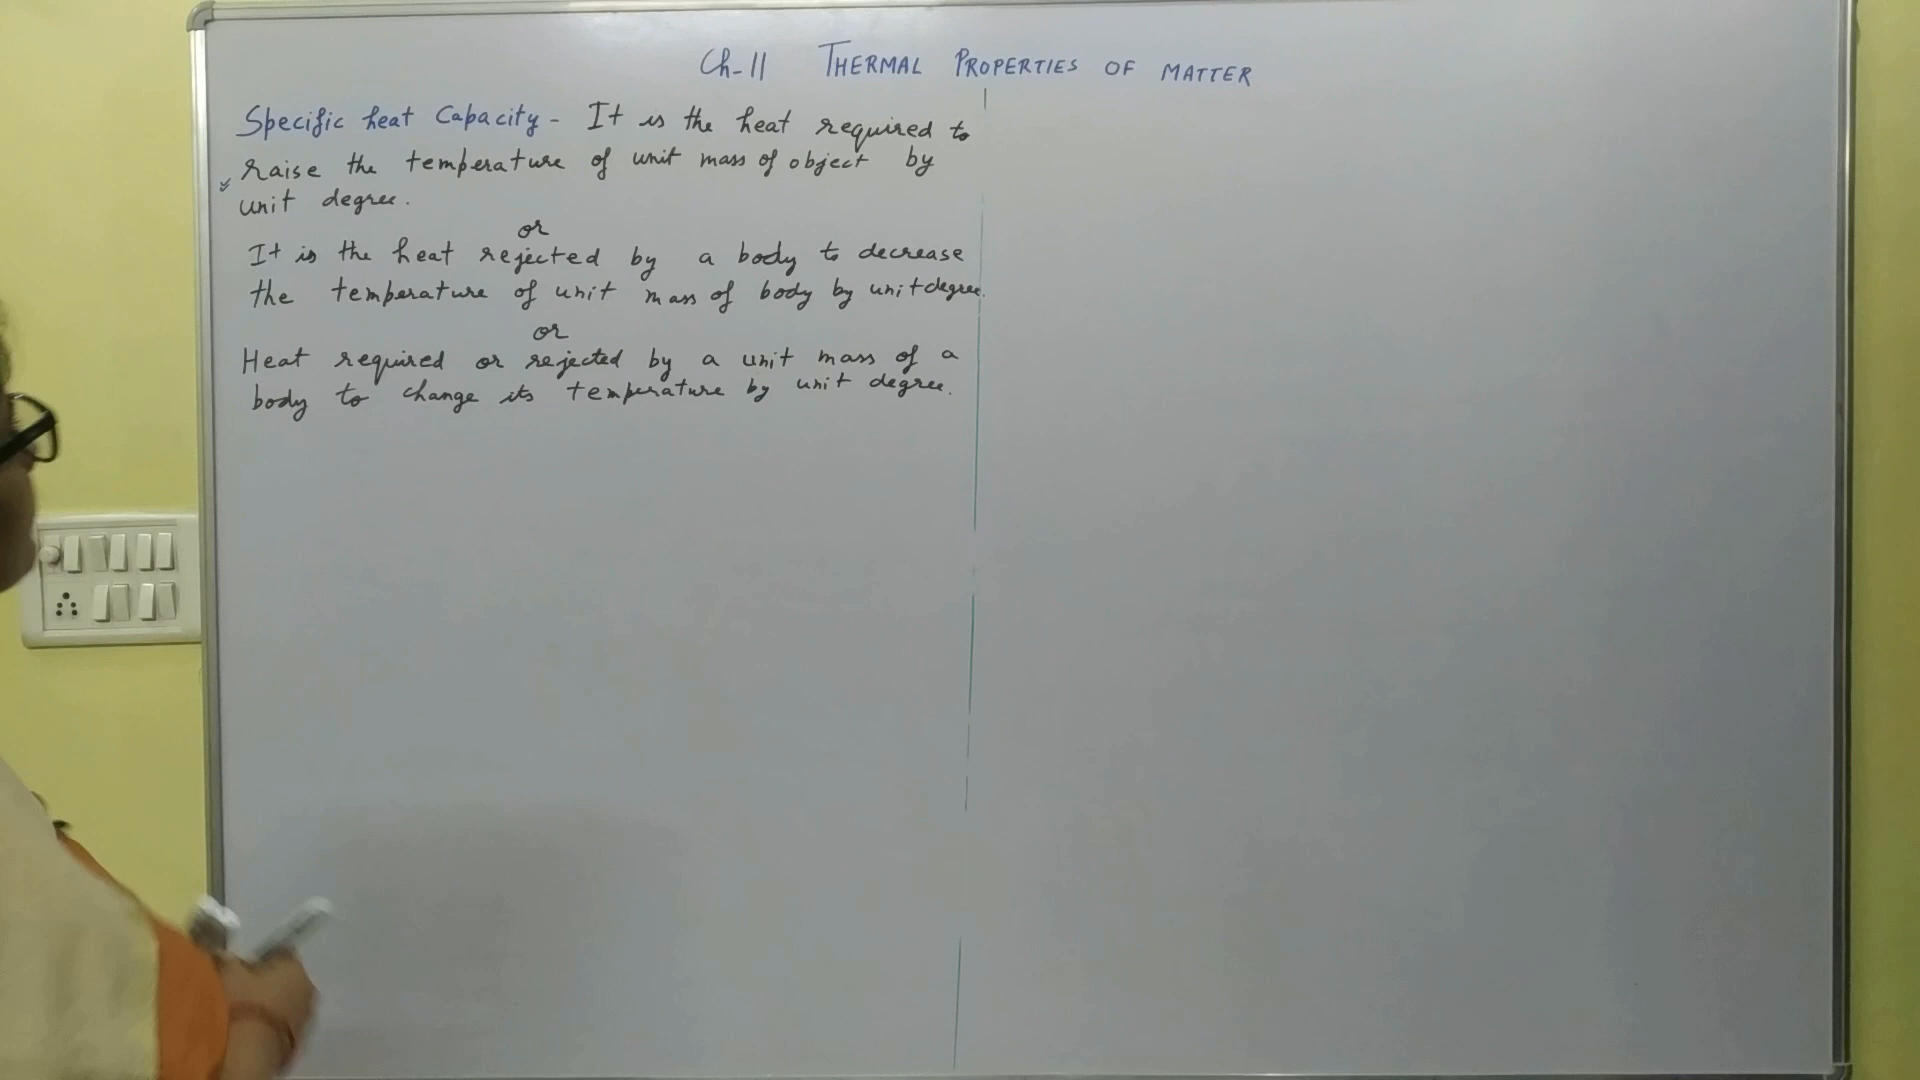 Ch-11 THERMAL PROPERTIES OF MATTER
Specific heat Capacity - It is the heat required to
raise the temperature of unit mass of object by
unit degree.
or
It is the heat rejected by a body to decrease
the temperature of unit mass of body by unit degree.
or
Heat required or rejected by a unit mass of a
body to change its temperature by unit degree.